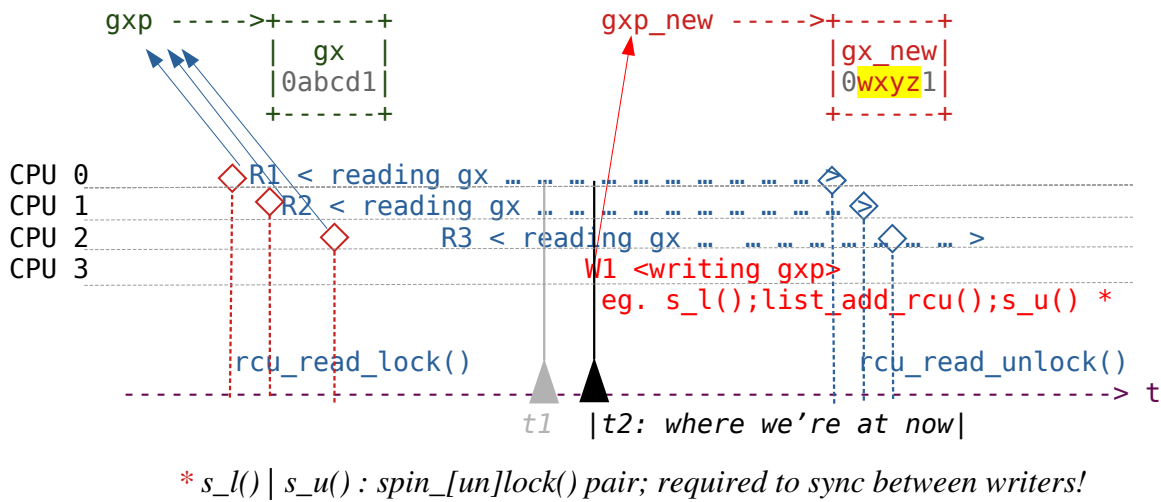 gxp ----->+------+ gxp_new ----->+------+
| gx | |gx_new|
|0abcd1| |0wxyz1|
+------+ +------+
CPU 0 R1 < reading gx … … … … … … … … … … >
CPU 1 R2 < reading gx … … … … … … … … … … >
CPU 2 R3 < reading gx … … … … … … … … >
CPU 3 W1 <writing gxp>
eg. s_l();list_add_rcu();s_u() *
rcu_read_lock() rcu_read_unlock()
--------------------------------------------------------------> t
t1 |t2: where we're at now|
* s_l() | s_u() : spin_[un]lock() pair; required to sync between writers!